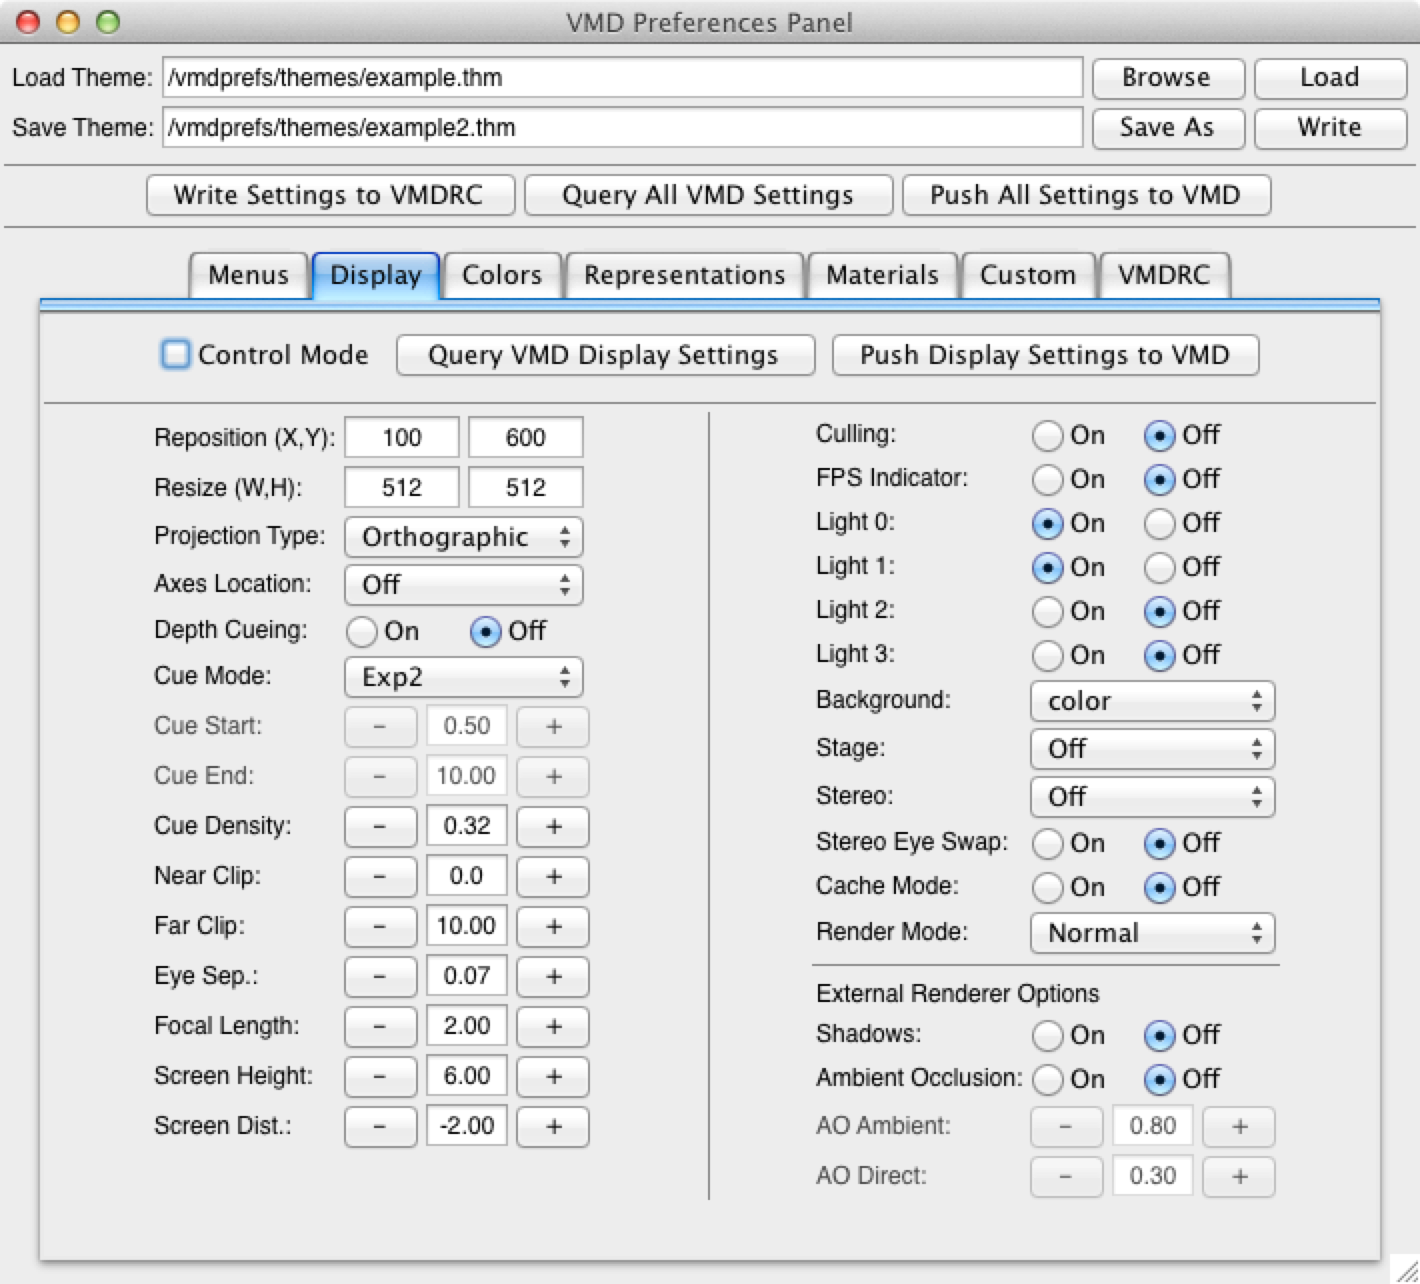 VMD Preferences Panel
Load Theme: /vmdprefs/themes/example.thm Browse Load
Save Theme: /vmdprefs/themes/example2.thm Save As Write
Write Settings to VMDRC Query All VMD Settings Push All Settings to VMD
Menus Display Colors Representations Materials Custom VMDRC
Control Mode Query VMD Display Settings Push Display Settings to VMD
Reposition (X,Y): 100 600
Resize (W,H): 512 512
Projection Type: Orthographic
Axes Location: Off
Depth Cueing: On Off
Cue Mode: Exp2
Cue Start: - 0.50 +
Cue End: - 10.00 +
Cue Density: - 0.32 +
Near Clip: - 0.0 +
Far Clip: - 10.00 +
Eye Sep.: - 0.07 +
Focal Length: - 2.00 +
Screen Height: - 6.00 +
Screen Dist.: - -2.00 +
Culling: On Off
FPS Indicator: On Off
Light 0: On Off
Light 1: On Off
Light 2: On Off
Light 3: On Off
Background: color
Stage: Off
Stereo: Off
Stereo Eye Swap: On Off
Cache Mode: On Off
Render Mode: Normal
External Renderer Options
Shadows: On Off
Ambient Occlusion: On Off
AO Ambient: - 0.80 +
AO Direct: - 0.30 +